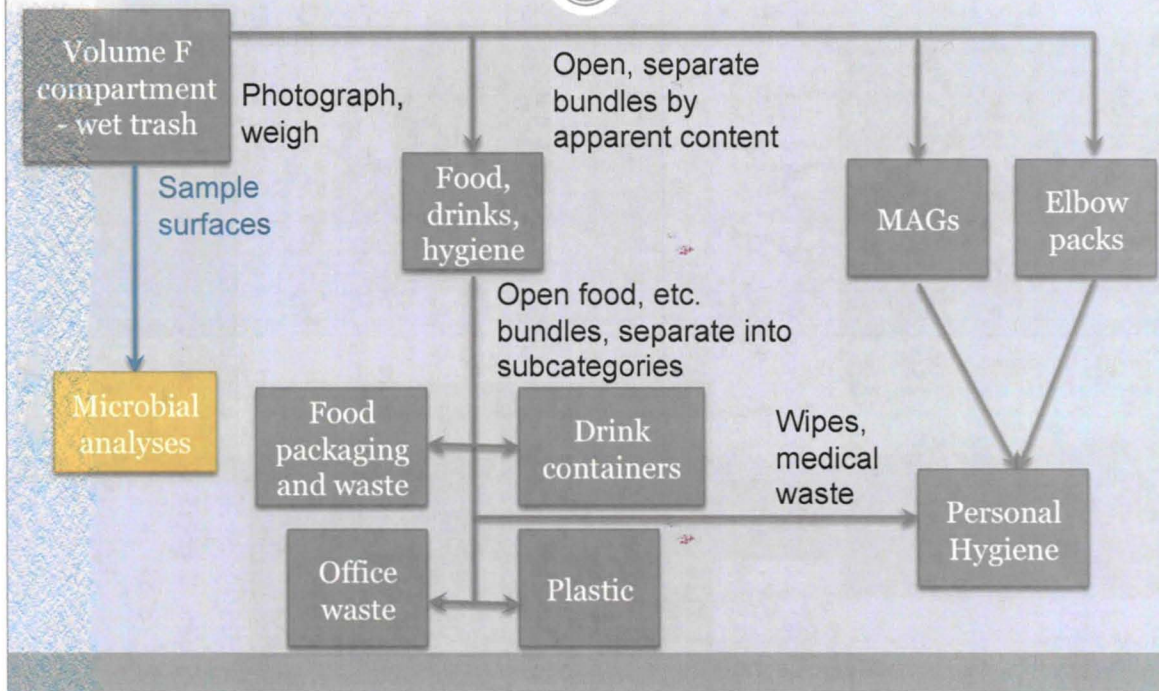 Volume F
compartment
- wet trash
Photograph,
weigh
Open, separate
bundles by
apparent content
Sample
surfaces
Food,
drinks,
hygiene
MAGs
Elbow
packs
Open food, etc.
bundles, separate into
subcategories
Microbial
analyses
Food
packaging
and waste
Drink
containers
Wipes,
medical
waste
Personal
Hygiene
Office
waste
Plastic